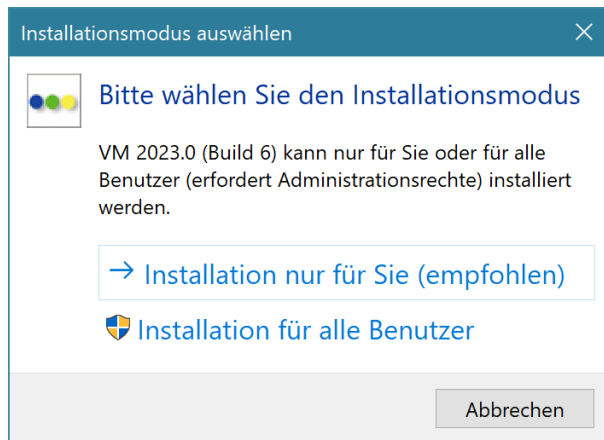 Installationsmodus auswählen
Bitte wählen Sie den Installationsmodus
VM 2023.0 (Build 6) kann nur für Sie oder für alle
Benutzer (erfordert Administrationsrechte) installiert
werden.
Installation nur für Sie (empfohlen)
Installation für alle Benutzer
Abbrechen